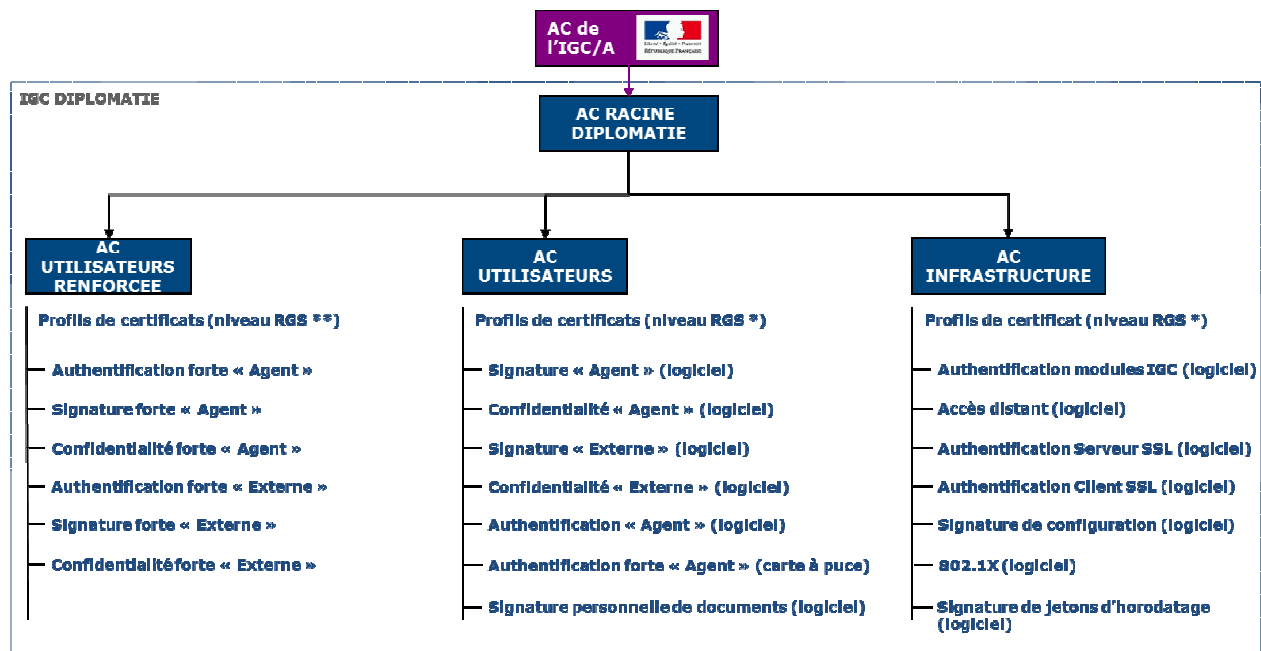 AC de
l'IGC/A
Liberté • Égalité • Fraternité
RÉPUBLIQUE FRANÇAISE
IGC DIPLOMATIE
AC RACINE
DIPLOMATIE
AC
UTILISATEURS
RENFORCEE
Profils de certificats (niveau RGS **)
Authentification forte « Agent »
Signature forte « Agent »
Confidentialité forte « Agent »
Authentification forte « Externe »
Signature forte « Externe »
Confidentialité forte « Externe »
AC
UTILISATEURS
Profils de certificats (niveau RGS *)
Signature « Agent » (logiciel)
Confidentialité « Agent » (logiciel)
Signature « Externe » (logiciel)
Confidentialité « Externe » (logiciel)
Authentification « Agent » (logiciel)
Authentification forte « Agent » (carte à puce)
Signature personnelle de documents (logiciel)
AC
INFRASTRUCTURE
Profils de certificat (niveau RGS *)
Authentification modules IGC (logiciel)
Accès distant (logiciel)
Authentification Serveur SSL (logiciel)
Authentification Client SSL (logiciel)
Signature de configuration (logiciel)
802.1X (logiciel)
Signature de jetons d'horodatage
(logiciel)